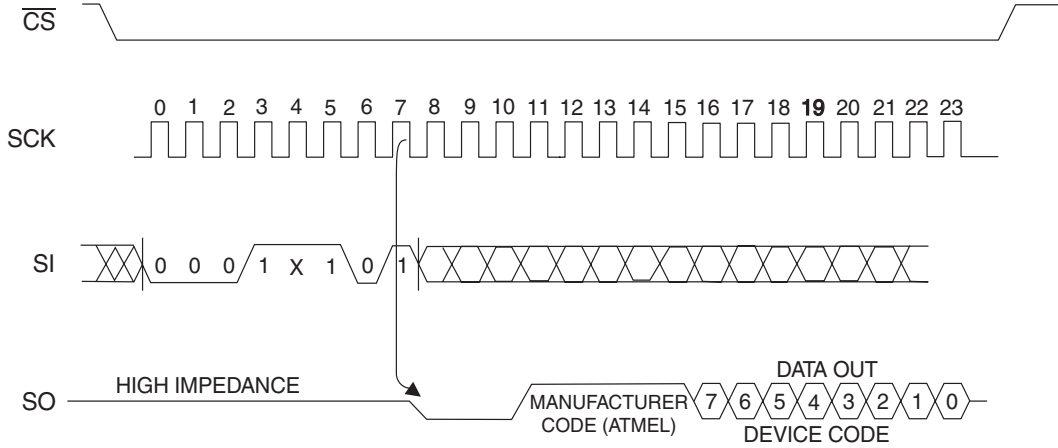 CS
0 1 2 3 4 5 6 7 8 9 10 11 12 13 14 15 16 17 18 19 20 21 22 23
SCK
SI
0 0 0 1 X 1 0 1
HIGH IMPEDANCE
DATA OUT
SO
MANUFACTURER
CODE (ATMEL)
7 6 5 4 3 2 1 0
DEVICE CODE